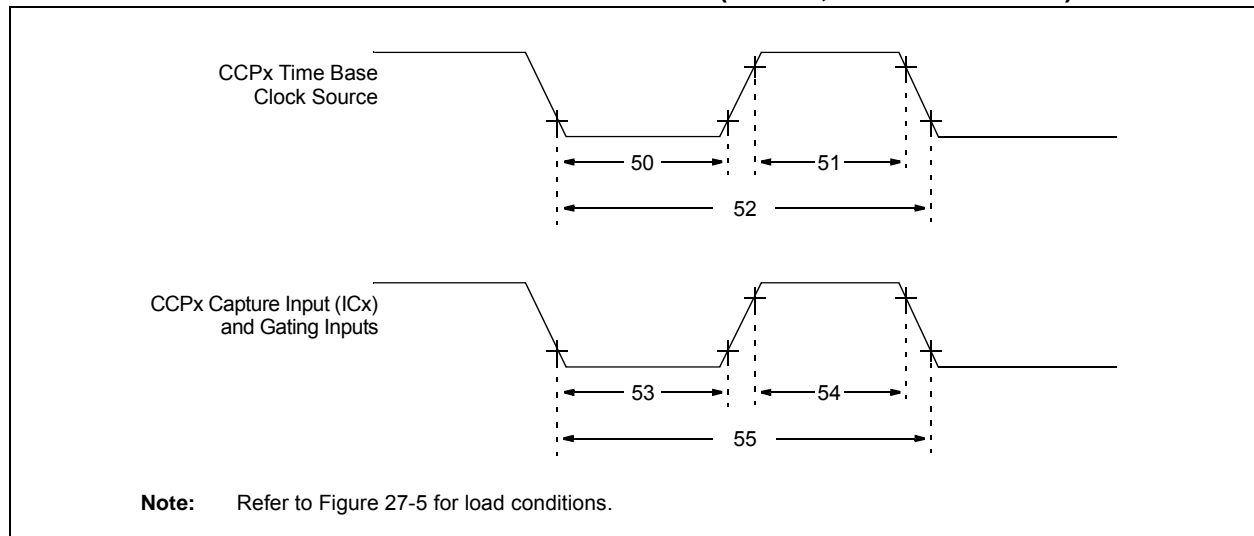 CCPx Time Base
Clock Source
50
51
52
CCPx Capture Input (ICx)
and Gating Inputs
53
54
55
Note: Refer to Figure 27-5 for load conditions.